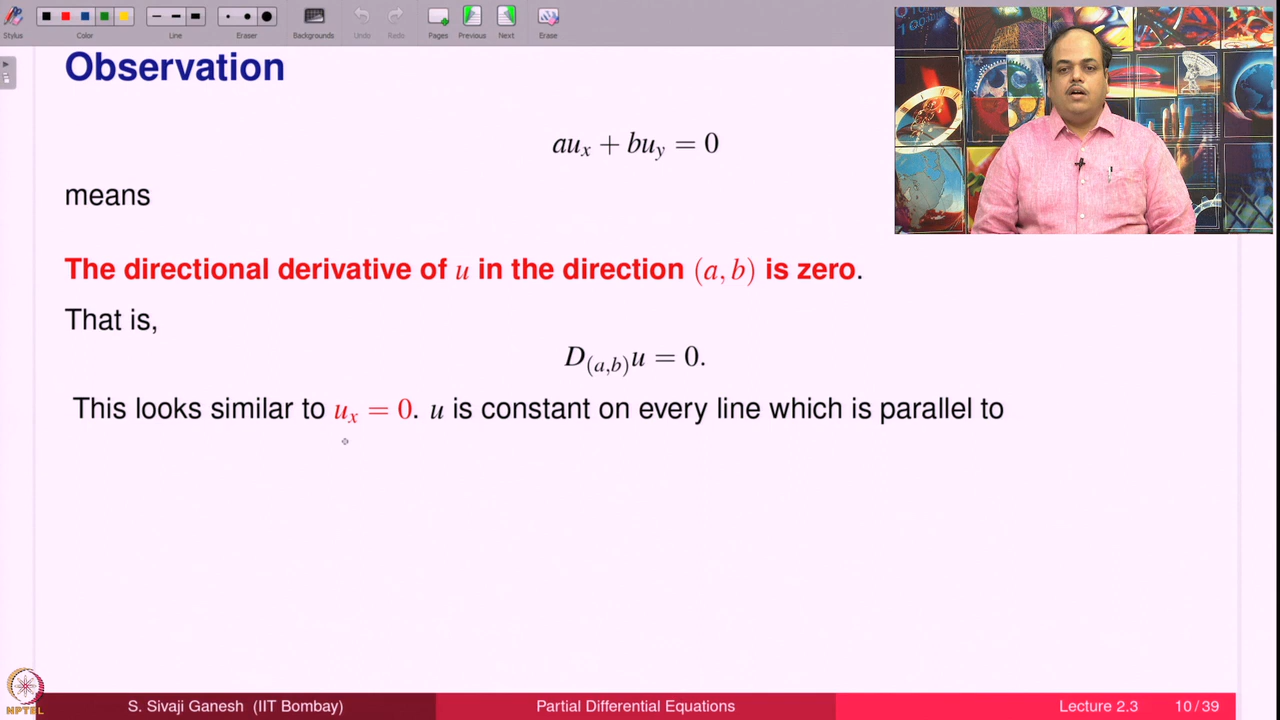 Stylus
Color
Line
Eraser
Backgrounds
Undo
Redo
Pages
Previous
Next
Erase
Observation
au_x + bu_y = 0
means
The directional derivative of u in the direction (a, b) is zero.
That is,
D_(a,b)u = 0.
This looks similar to u_x = 0. u is constant on every line which is parallel to
NPTEL
S. Sivaji Ganesh (IIT Bombay)
Partial Differential Equations
Lecture 2.3
10 / 39